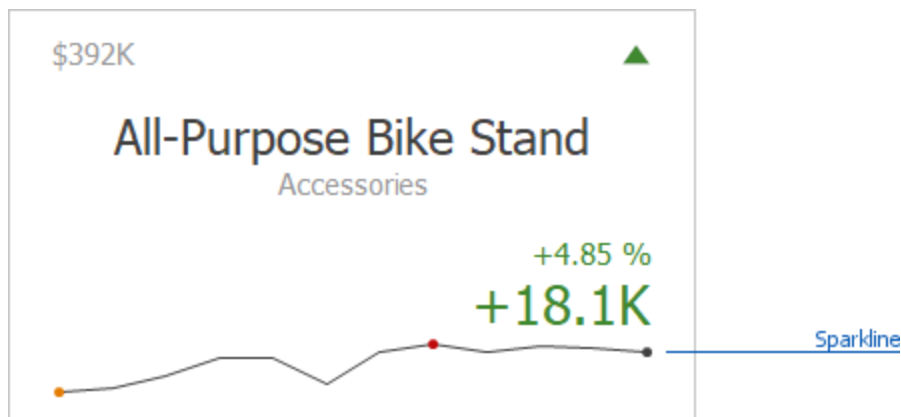 $392K
All-Purpose Bike Stand
Accessories
+4.85 %
+18.1K
Sparkline